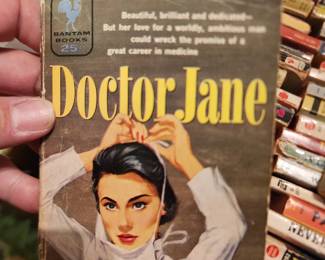 BANTAM
BOOKS
25¢
Beautiful, brilliant and dedicated—
But her love for a worldly, ambitious man
could wreck the promise of a
great career in medicine
Doctor Jane
NEVER